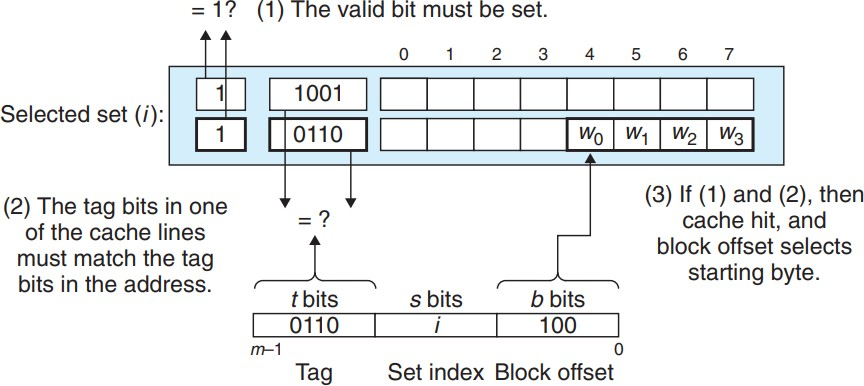 = 1? (1) The valid bit must be set.
0 1 2 3 4 5 6 7
Selected set (i):
1 1001
1 0110 w0 w1 w2 w3
(2) The tag bits in one
of the cache lines
must match the tag
bits in the address.
= ?
(3) If (1) and (2), then
cache hit, and
block offset selects
starting byte.
t bits s bits b bits
0110 i 100
m–1 0
Tag Set index Block offset